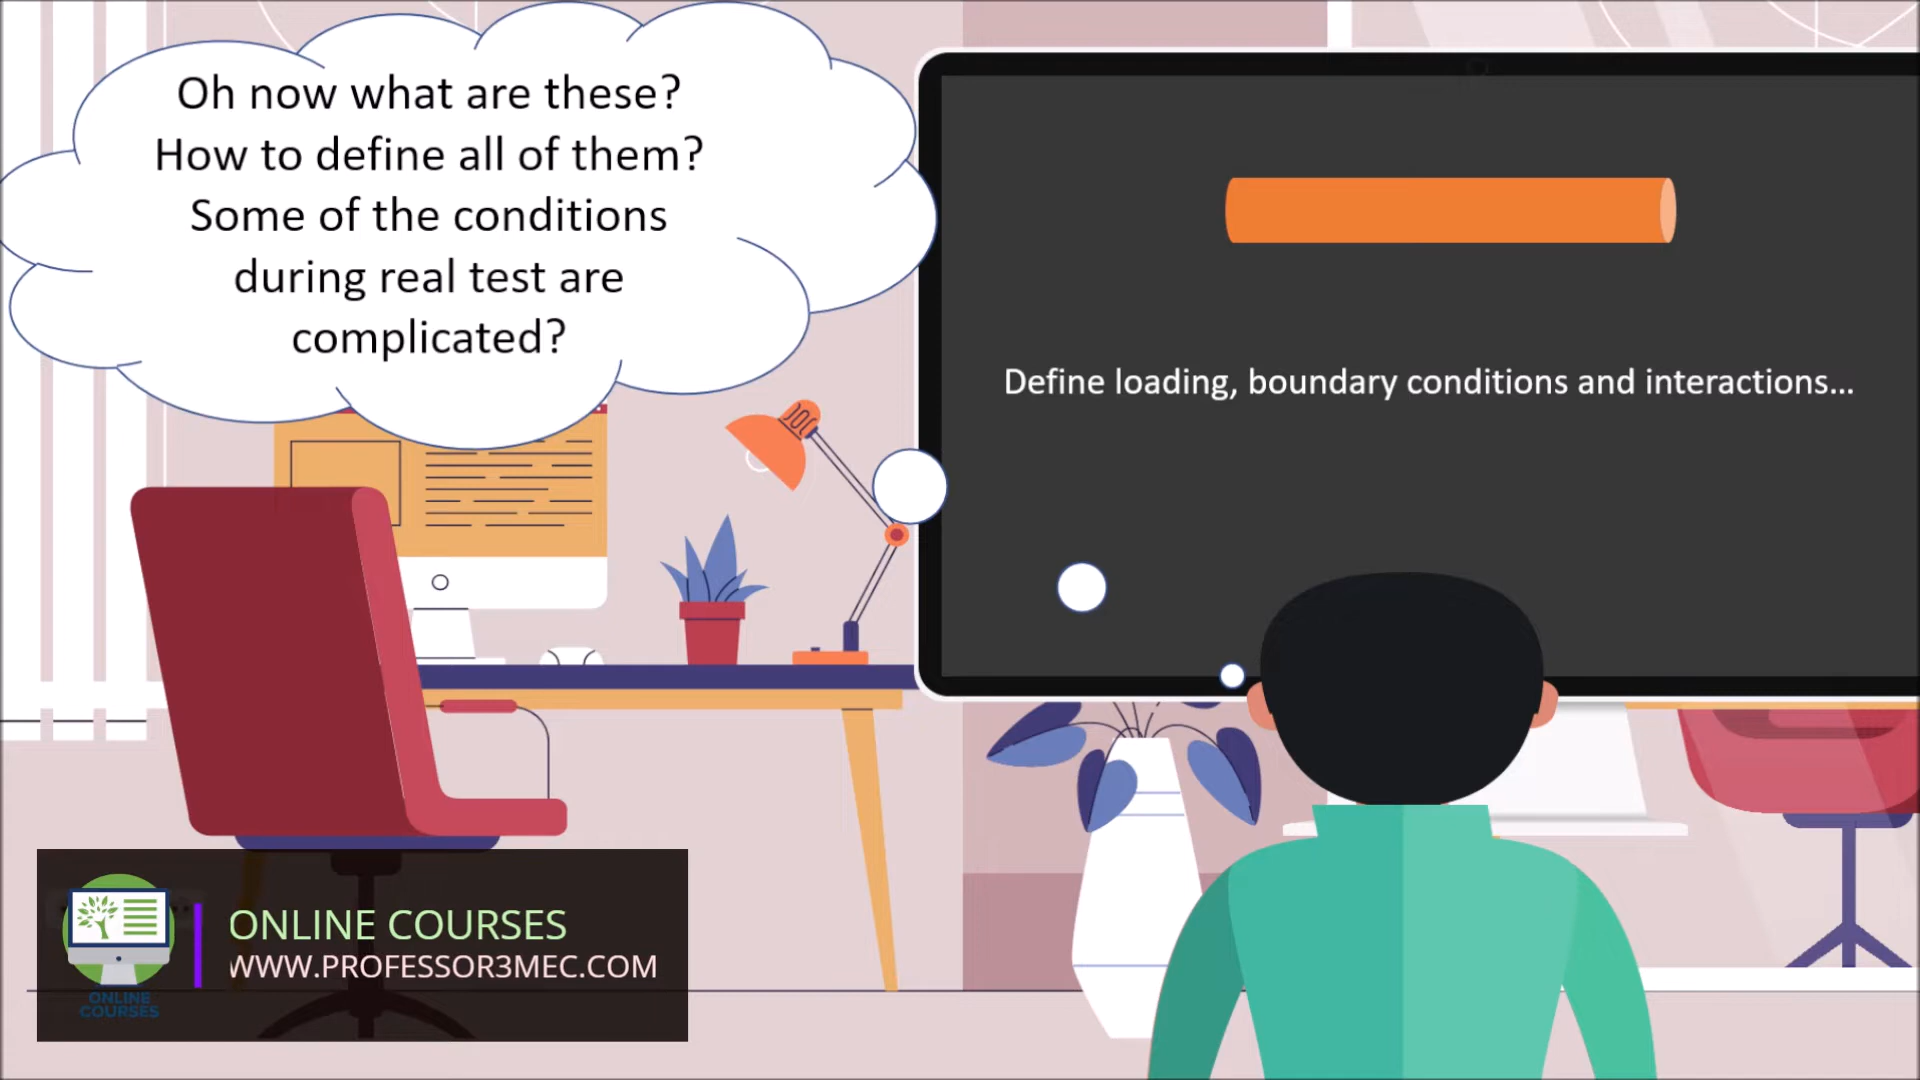 Oh now what are these?
How to define all of them?
Some of the conditions
during real test are
complicated?
Define loading, boundary conditions and interactions...
ONLINE COURSES
WWW.PROFESSOR3MEC.COM
ONLINE
COURSES